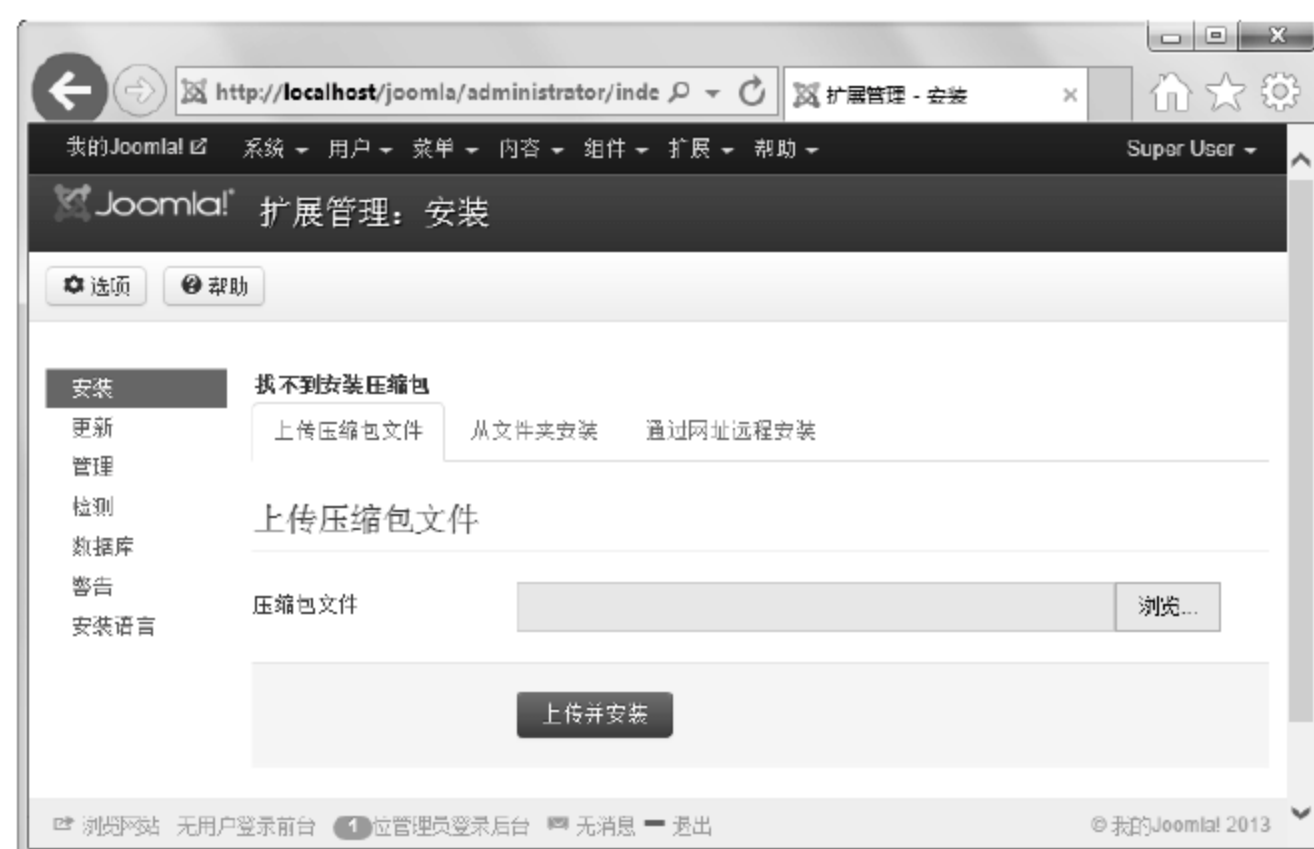 http://localhost/joomla/administrator/inde
扩展管理 - 安装
我的Joomla! 系统 用户 菜单 内容 组件 扩展 帮助 Super User
Joomla! 扩展管理：安装
选项 帮助
安装
更新
管理
检测
数据库
警告
安装语言
找不到安装压缩包
上传压缩包文件 从文件夹安装 通过网址远程安装
上传压缩包文件
压缩包文件 浏览...
上传并安装
浏览网站 无用户登录前台 1位管理员登录后台 无消息 退出 © 我的Joomla! 2013